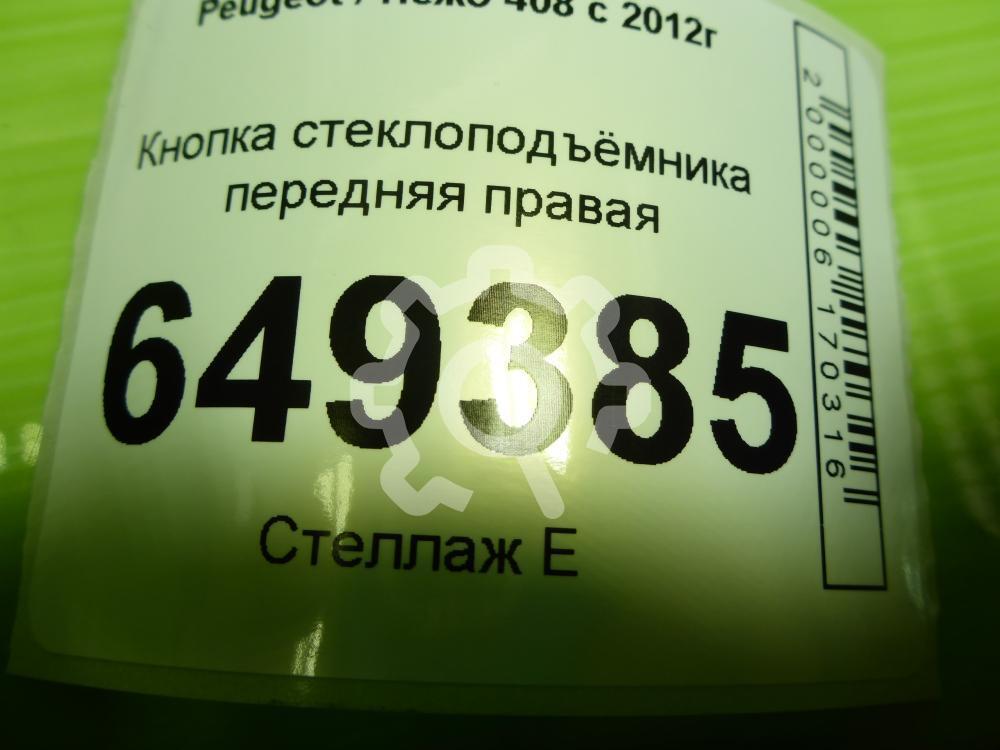 Peugeot / Пежо 408 с 2012г
Кнопка стеклоподъёмника
передняя правая
649385
Стеллаж Е
2000006170316